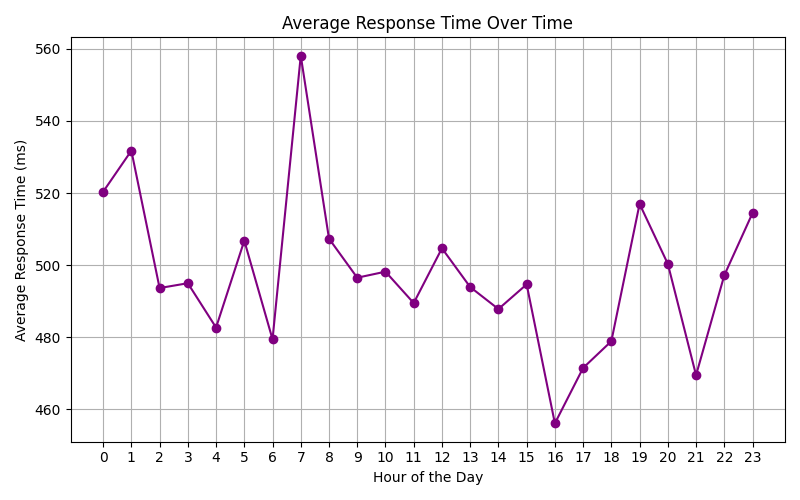 Average Response Time Over Time
560
540
520
500
480
460
Average Response Time (ms)
0 1 2 3 4 5 6 7 8 9 10 11 12 13 14 15 16 17 18 19 20 21 22 23
Hour of the Day